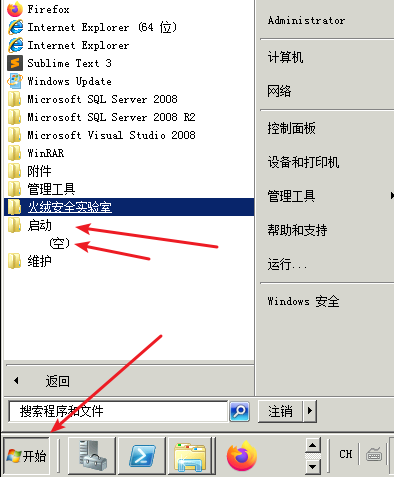 Firefox
Internet Explorer (64 位)
Internet Explorer
Sublime Text 3
Windows Update
Microsoft SQL Server 2008
Microsoft SQL Server 2008 R2
Microsoft Visual Studio 2008
WinRAR
附件
管理工具
火绒安全实验室
启动
(空)
维护
返回
搜索程序和文件
Administrator
计算机
网络
控制面板
设备和打印机
管理工具
帮助和支持
运行...
Windows 安全
注销
开始
CH